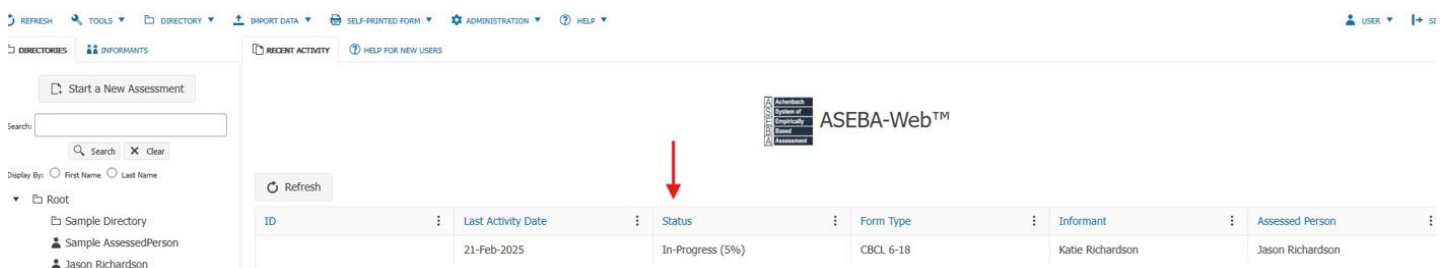 REFRESH TOOLS DIRECTORY IMPORT DATA SELF-PRINTED FORM ADMINISTRATION HELP USER
DIRECTORIES INFORMANTS RECENT ACTIVITY HELP FOR NEW USERS
Start a New Assessment
Achenbach
System of
Empirically
Based
Assessment
ASEBA-Web™
Search:
Search Clear
Display By: First Name Last Name
Refresh
Root
ID Last Activity Date Status Form Type Informant Assessed Person
Sample Directory
Sample AssessedPerson
21-Feb-2025 In-Progress (5%) CBCL 6-18 Katie Richardson Jason Richardson
Jason Richardson